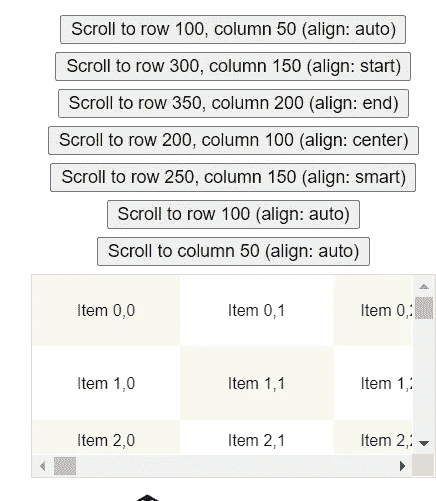 Scroll to row 100, column 50 (align: auto)
Scroll to row 300, column 150 (align: start)
Scroll to row 350, column 200 (align: end)
Scroll to row 200, column 100 (align: center)
Scroll to row 250, column 150 (align: smart)
Scroll to row 100 (align: auto)
Scroll to column 50 (align: auto)
Item 0,0 Item 0,1 Item 0,2
Item 1,0 Item 1,1 Item 1,2
Item 2,0 Item 2,1 Item 2,2